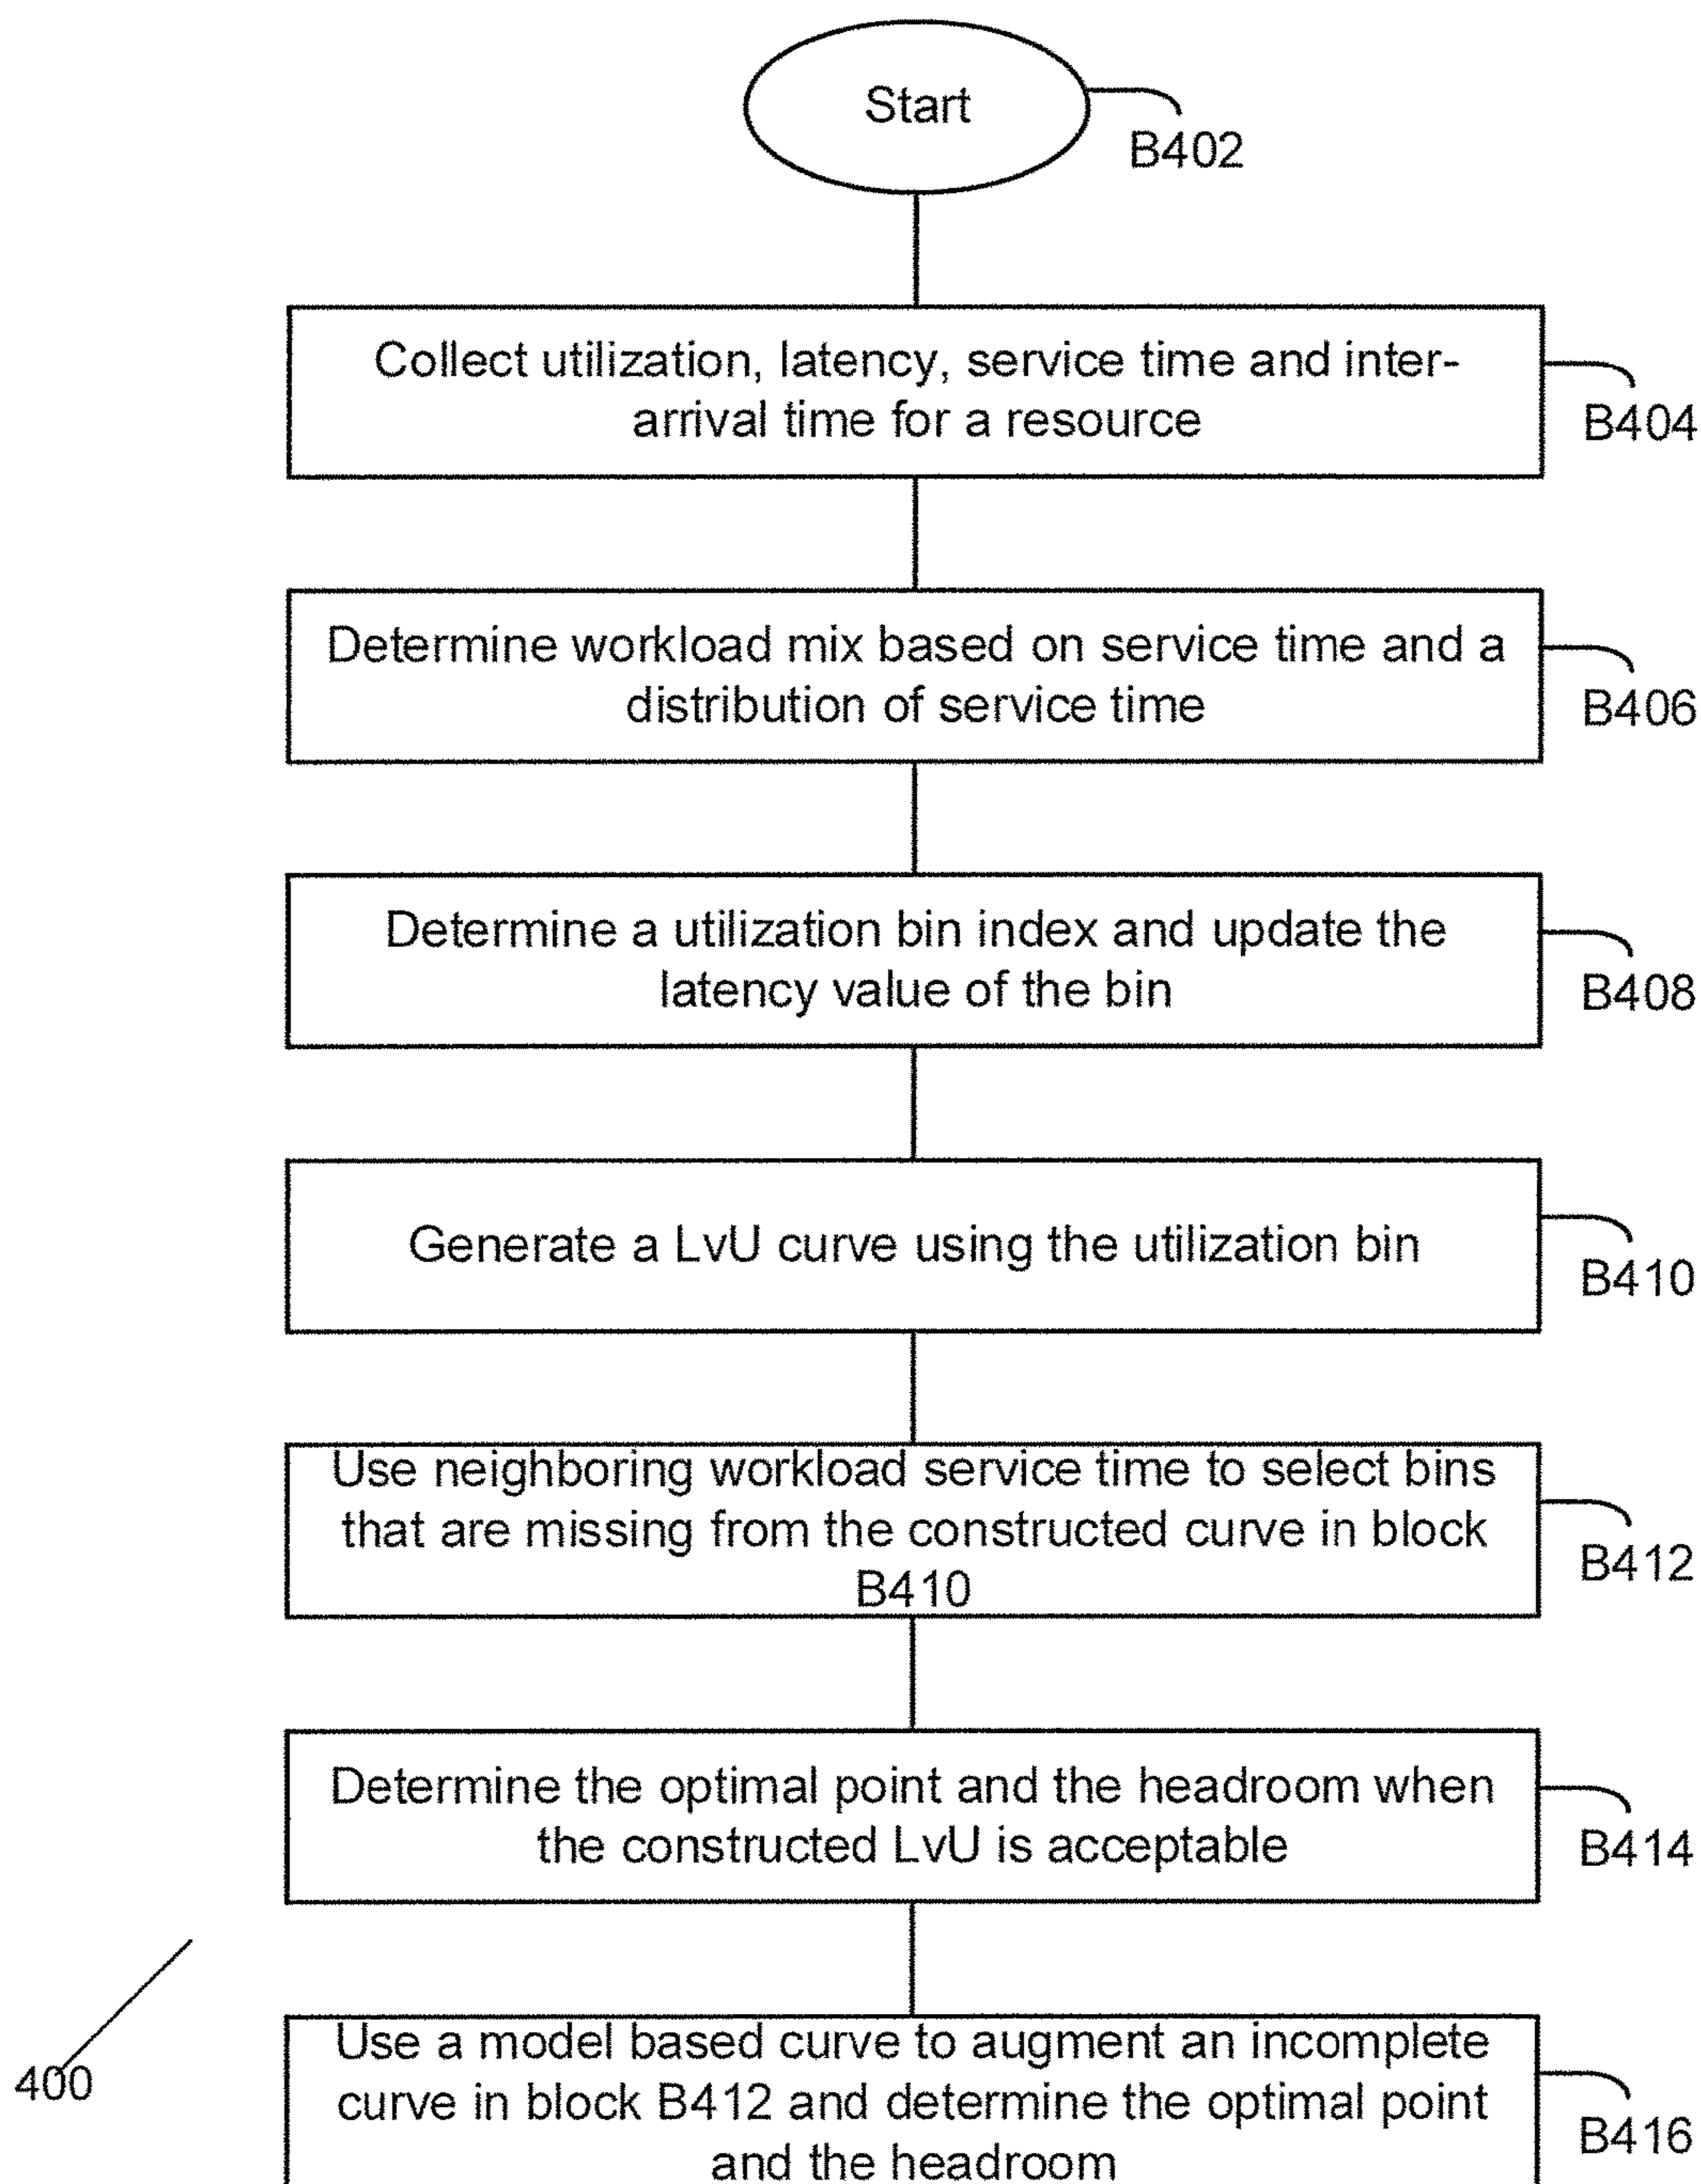 Start
B402
Collect utilization, latency, service time and inter-
arrival time for a resource
B404
Determine workload mix based on service time and a
distribution of service time
B406
Determine a utilization bin index and update the
latency value of the bin
B408
Generate a LvU curve using the utilization bin
B410
Use neighboring workload service time to select bins
that are missing from the constructed curve in block
B410
B412
Determine the optimal point and the headroom when
the constructed LvU is acceptable
B414
Use a model based curve to augment an incomplete
curve in block B412 and determine the optimal point
and the headroom
B416
400